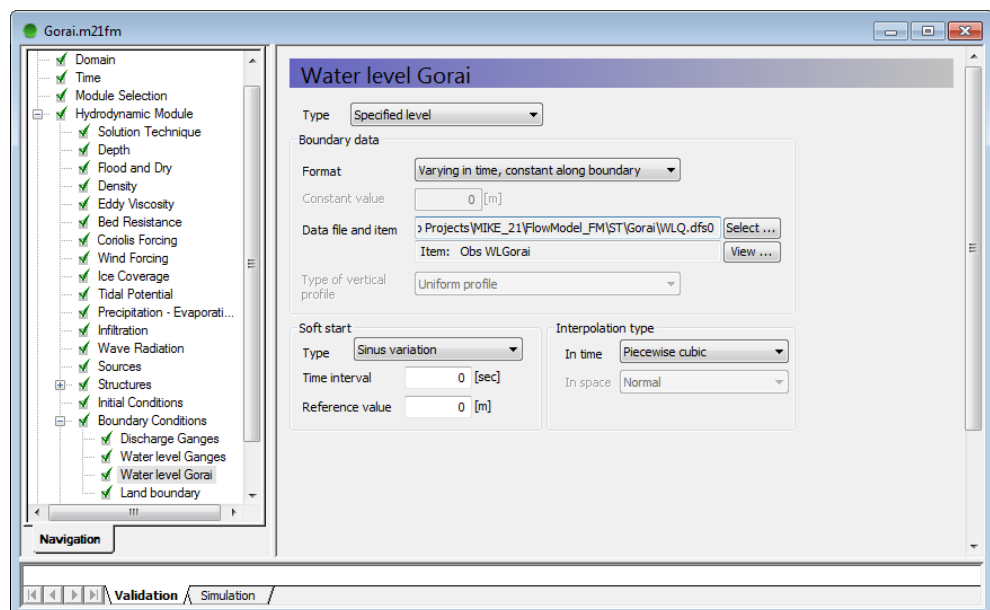 Gorai.m21fm
Domain
Time
Module Selection
Hydrodynamic Module
Solution Technique
Depth
Flood and Dry
Density
Eddy Viscosity
Bed Resistance
Coriolis Forcing
Wind Forcing
Ice Coverage
Tidal Potential
Precipitation - Evaporati...
Infiltration
Wave Radiation
Sources
Structures
Initial Conditions
Boundary Conditions
Discharge Ganges
Water level Ganges
Water level Gorai
Land boundary
Navigation
Water level Gorai
Type Specified level
Boundary data
Format Varying in time, constant along boundary
Constant value 0 [m]
Data file and item Projects\MIKE_21\FlowModel_FM\ST\Gorai\WLQ.dfs0 Select ...
Item: Obs WLGorai View ...
Type of vertical
profile
Uniform profile
Soft start
Type Sinus variation
Time interval 0 [sec]
Reference value 0 [m]
Interpolation type
In time Piecewise cubic
In space Normal
Validation Simulation